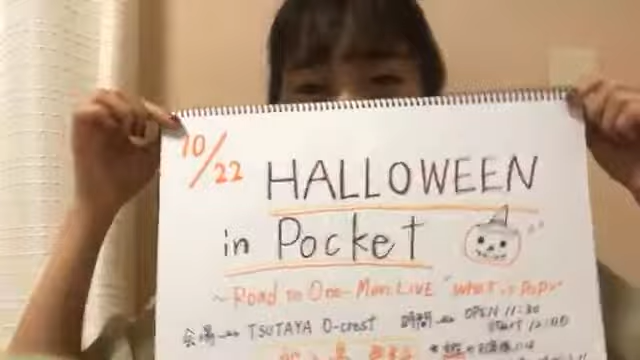 10/22
HALLOWEEN
in Pocket
~Road to One-Man LIVE "What is Pop?"
会場 TSUTAYA O-crest 時間 OPEN 11:30
START 12:00